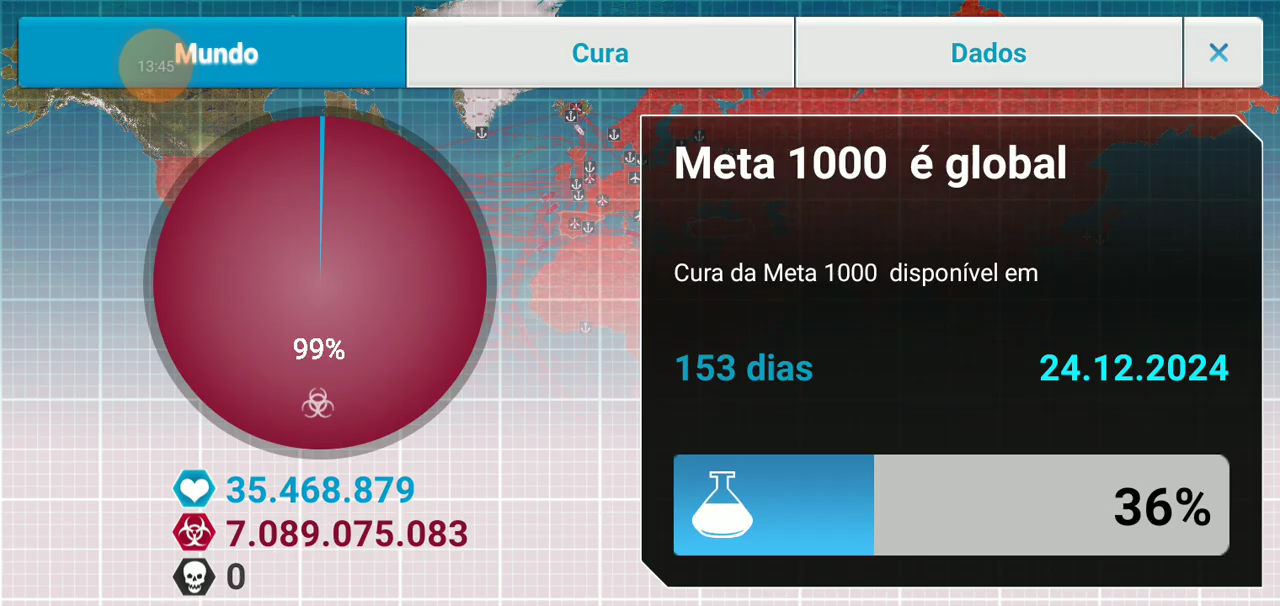 Mundo
Cura
Dados
13:45
Meta 1000  é global
Cura da Meta 1000  disponível em
153 dias
24.12.2024
99%
35.468.879
7.089.075.083
0
36%